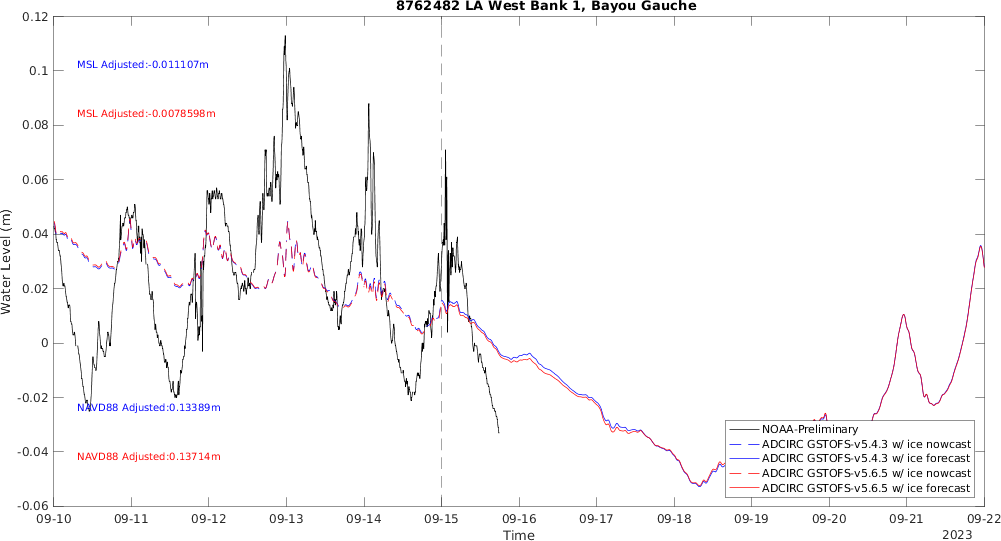 8762482 LA West Bank 1, Bayou Gauche
0.12
0.1
0.08
0.06
0.04
0.02
0
-0.02
-0.04
-0.06
Water Level (m)
MSL Adjusted:-0.011107m
MSL Adjusted:-0.0078598m
NAVD88 Adjusted:0.13389m
NAVD88 Adjusted:0.13714m
NOAA-Preliminary
ADCIRC GSTOFS-v5.4.3 w/ ice nowcast
ADCIRC GSTOFS-v5.4.3 w/ ice forecast
ADCIRC GSTOFS-v5.6.5 w/ ice nowcast
ADCIRC GSTOFS-v5.6.5 w/ ice forecast
09-10 09-11 09-12 09-13 09-14 09-15 09-16 09-17 09-18 09-19 09-20 09-21 09-22
Time
2023